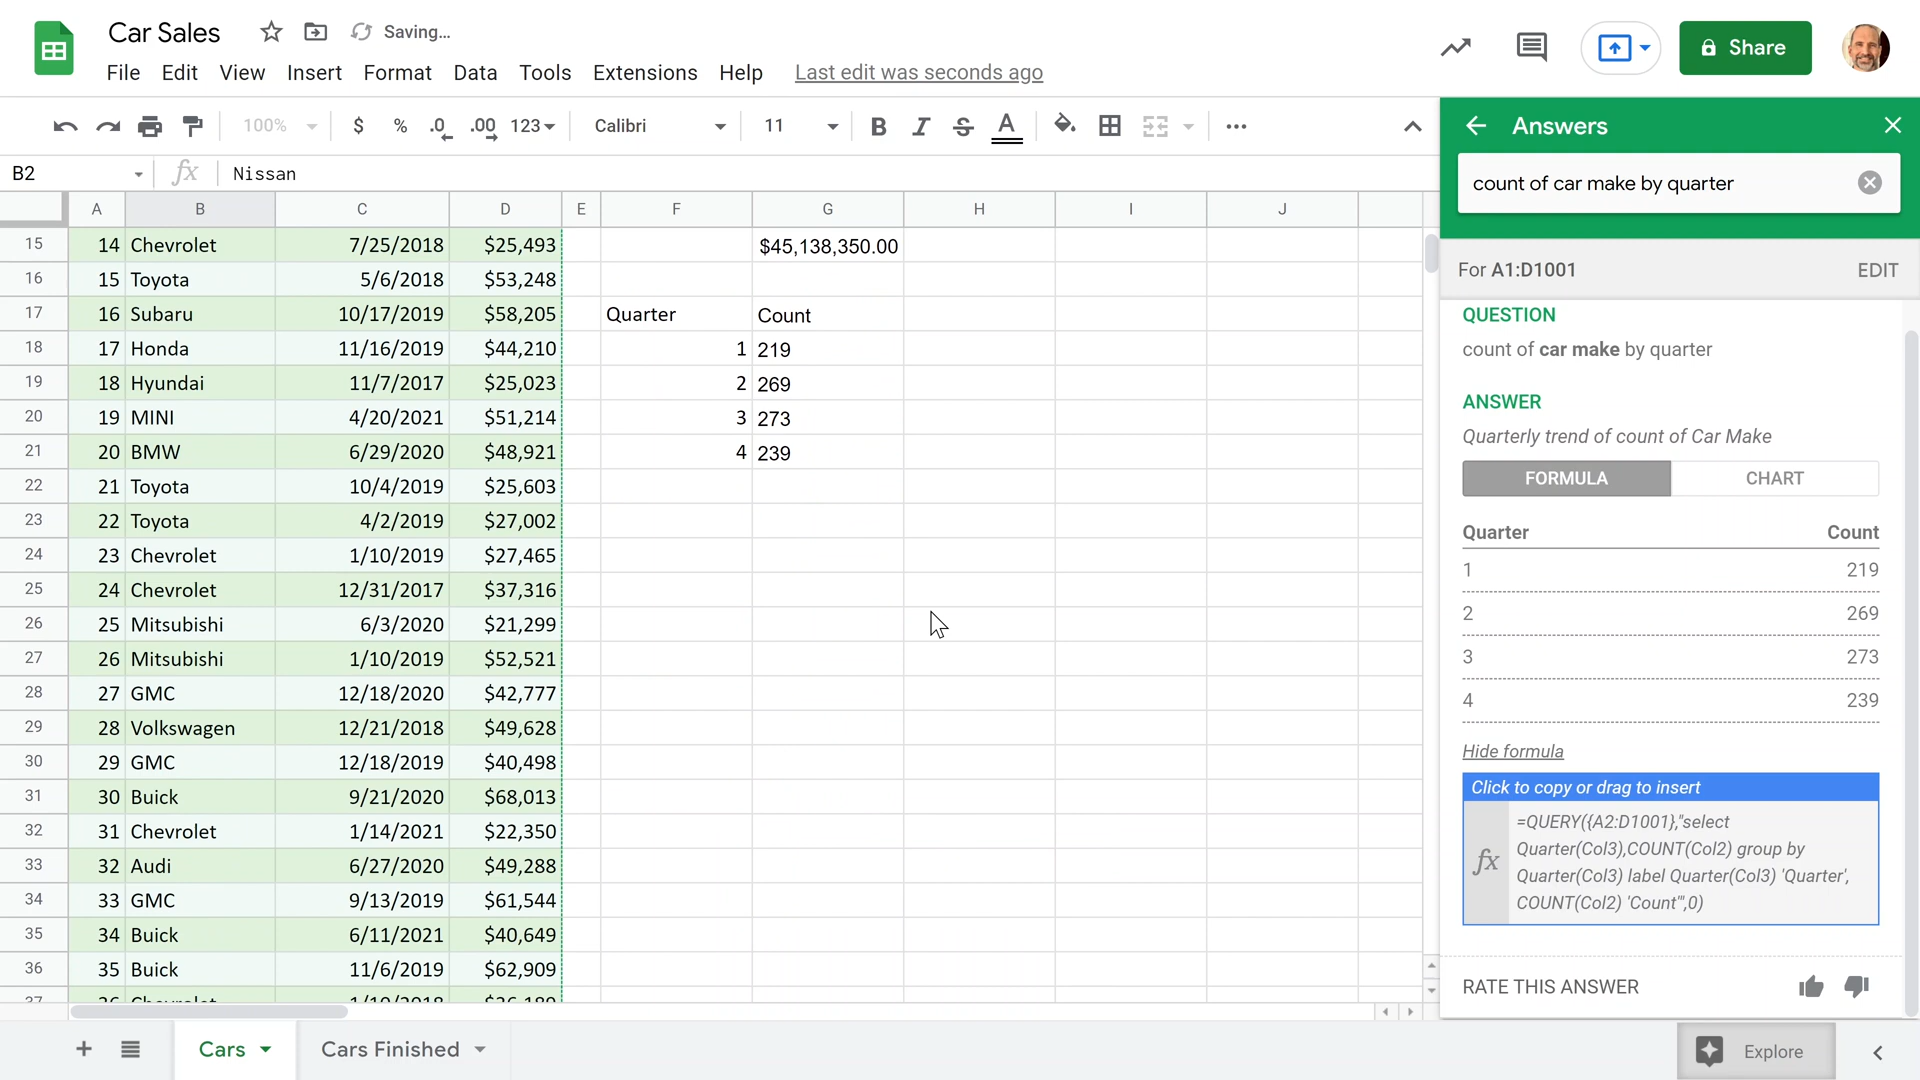 Car Sales
Saving...
File Edit View Insert Format Data Tools Extensions Help Last edit was seconds ago
Share
100% $ % .0 .00 123 Calibri 11 B I S A
B2 fx Nissan
A B C D E F G H I J
15 14 Chevrolet 7/25/2018 $25,493 $45,138,350.00
16 15 Toyota 5/6/2018 $53,248
17 16 Subaru 10/17/2019 $58,205 Quarter Count
18 17 Honda 11/16/2019 $44,210 1 219
19 18 Hyundai 11/7/2017 $25,023 2 269
20 19 MINI 4/20/2021 $51,214 3 273
21 20 BMW 6/29/2020 $48,921 4 239
22 21 Toyota 10/4/2019 $25,603
23 22 Toyota 4/2/2019 $27,002
24 23 Chevrolet 1/10/2019 $27,465
25 24 Chevrolet 12/31/2017 $37,316
26 25 Mitsubishi 6/3/2020 $21,299
27 26 Mitsubishi 1/10/2019 $52,521
28 27 GMC 12/18/2020 $42,777
29 28 Volkswagen 12/21/2018 $49,628
30 29 GMC 12/18/2019 $40,498
31 30 Buick 9/21/2020 $68,013
32 31 Chevrolet 1/14/2021 $22,350
33 32 Audi 6/27/2020 $49,288
34 33 GMC 9/13/2019 $61,544
35 34 Buick 6/11/2021 $40,649
36 35 Buick 11/6/2019 $62,909
Cars Cars Finished
Answers
count of car make by quarter
For A1:D1001 EDIT
QUESTION
count of car make by quarter
ANSWER
Quarterly trend of count of Car Make
FORMULA CHART
Quarter Count
1 219
2 269
3 273
4 239
Hide formula
Click to copy or drag to insert
fx
=QUERY({A2:D1001},"select
Quarter(Col3),COUNT(Col2) group by
Quarter(Col3) label Quarter(Col3) 'Quarter',
COUNT(Col2) 'Count'",0)
RATE THIS ANSWER
Explore